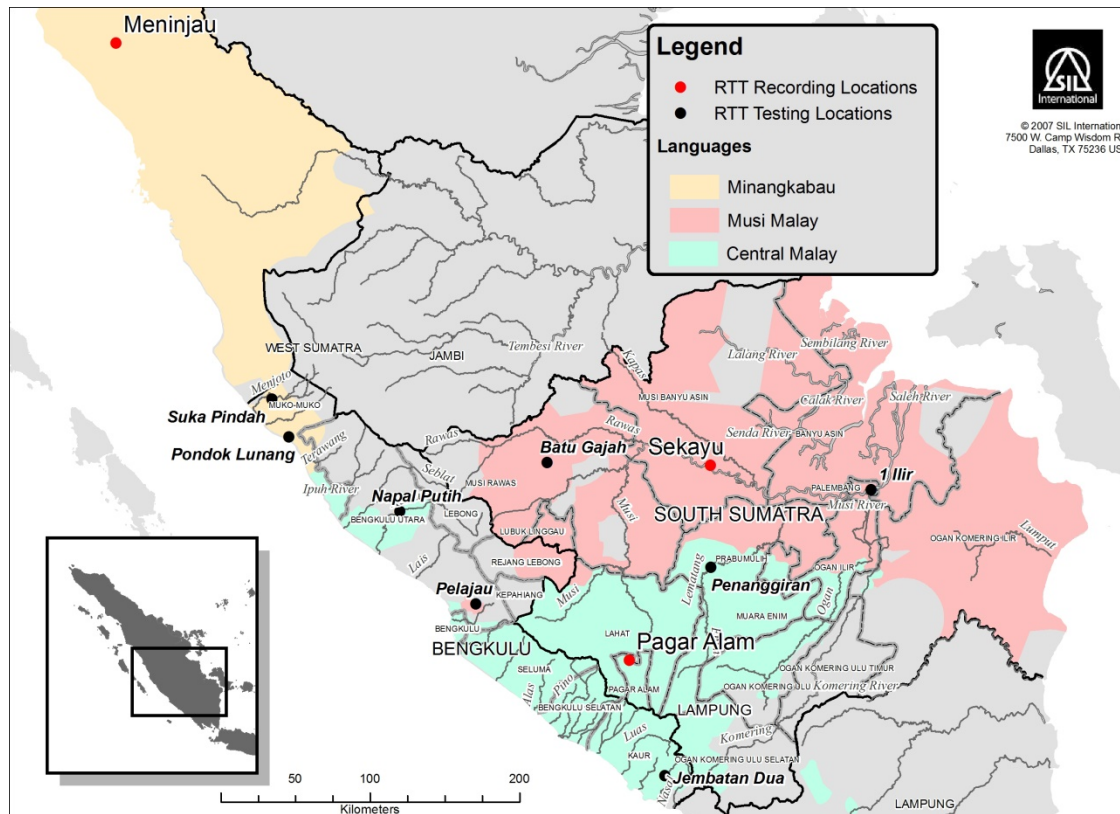 Meninjau
Legend
RTT Recording Locations
RTT Testing Locations
Languages
Minangkabau
Musi Malay
Central Malay
SIL
International
© 2007 SIL Internation
7500 W. Camp Wisdom R
Dallas, TX 75236 US
WEST SUMATRA
JAMBI
Tembesi River
Kapas
Lalang River
Sembilang River
Menjoto
MUKO-MUKO
Suka Pindah
Pondok Lunang
Terawang
MUSI BANYU ASIN
Calak River
Saleh River
Rawas
Rawas
Senda River
BANYU ASIN
Batu Gajah
Sekayu
1 Ilir
Seblat
MUSI RAWAS
PALEMBANG
Musi River
Ipuh River
Napal Putih
LEBONG
BENGKULU UTARA
Musi
SOUTH SUMATRA
LUBUK LINGGAU
OGAN KOMERING ILIR
Lumput
Lais
REJANG LEBONG
Lematang
PRABUMULIH
OGAN ILIR
Penanggiran
Pelajau
KEPAHIANG
Musi
Ogan
MUARA ENIM
BENGKULU
BENGKULU
LAHAT
Pagar Alam
SELUMA
Pino
Alas
PAGAR ALAM
OGAN KOMERING ULU TIMUR
OGAN KOMERING ULU
Komering River
BENGKULU SELATAN
LAMPUNG
Luas
Komering
KAUR
OGAN KOMERING ULU SELATAN
Nasal
Jembatan Dua
LAMPUNG
50 100 200
Kilometers